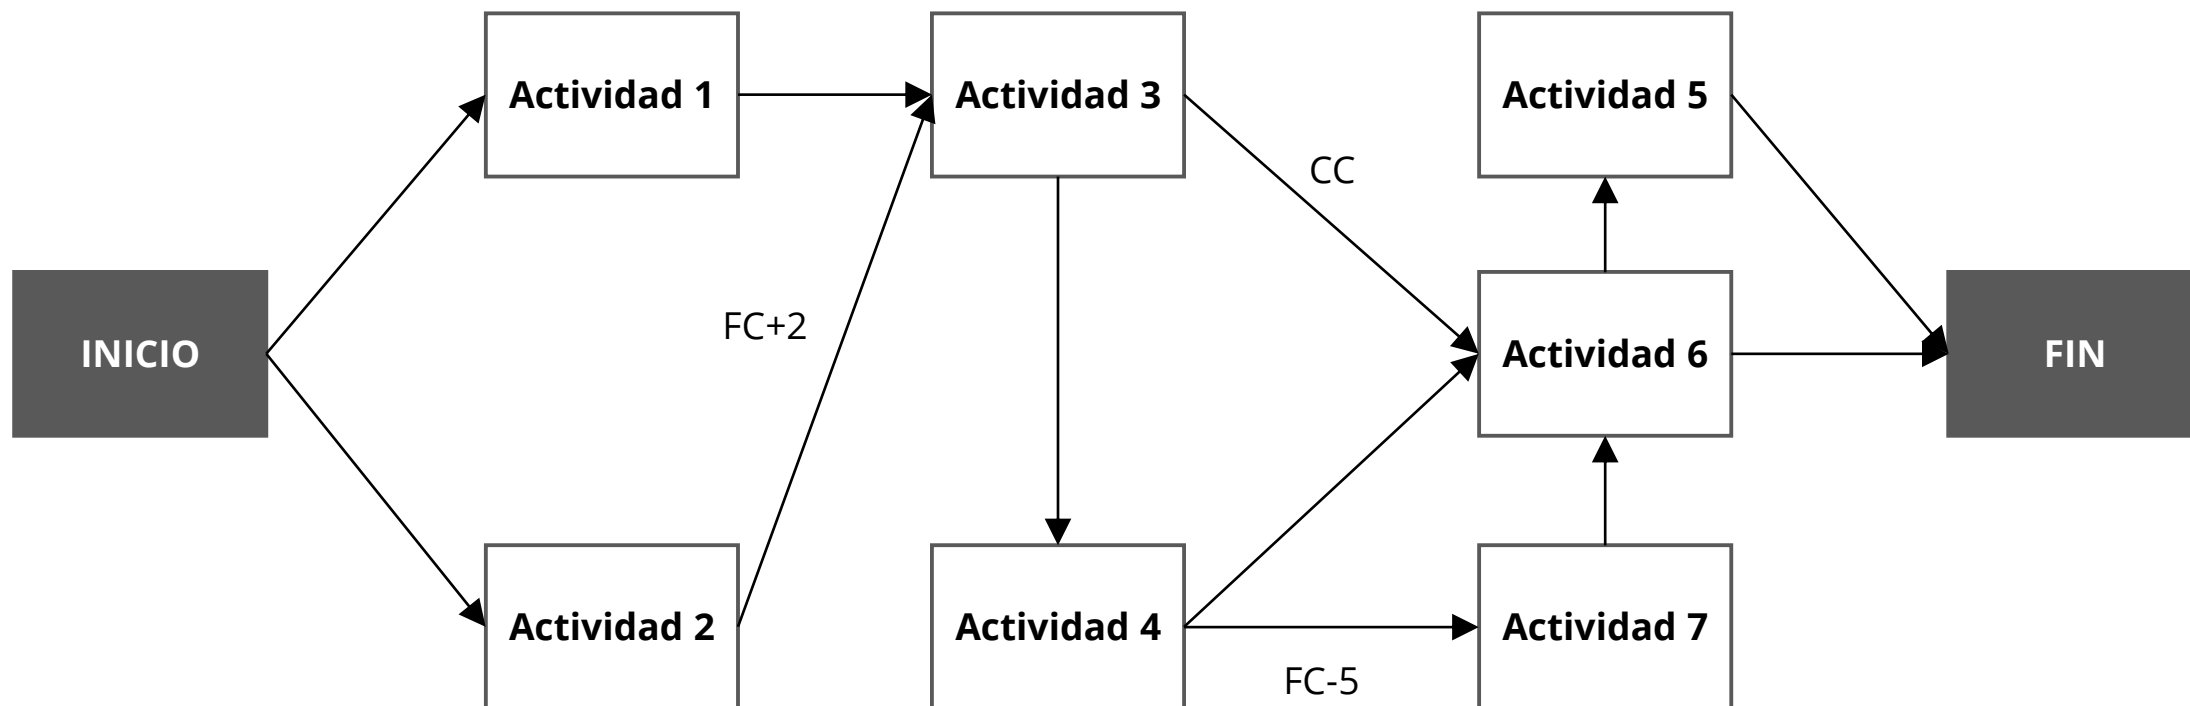 Actividad 1
Actividad 3
Actividad 5
CC
FC+2
INICIO
Actividad 6
FIN
Actividad 2
Actividad 4
Actividad 7
FC-5